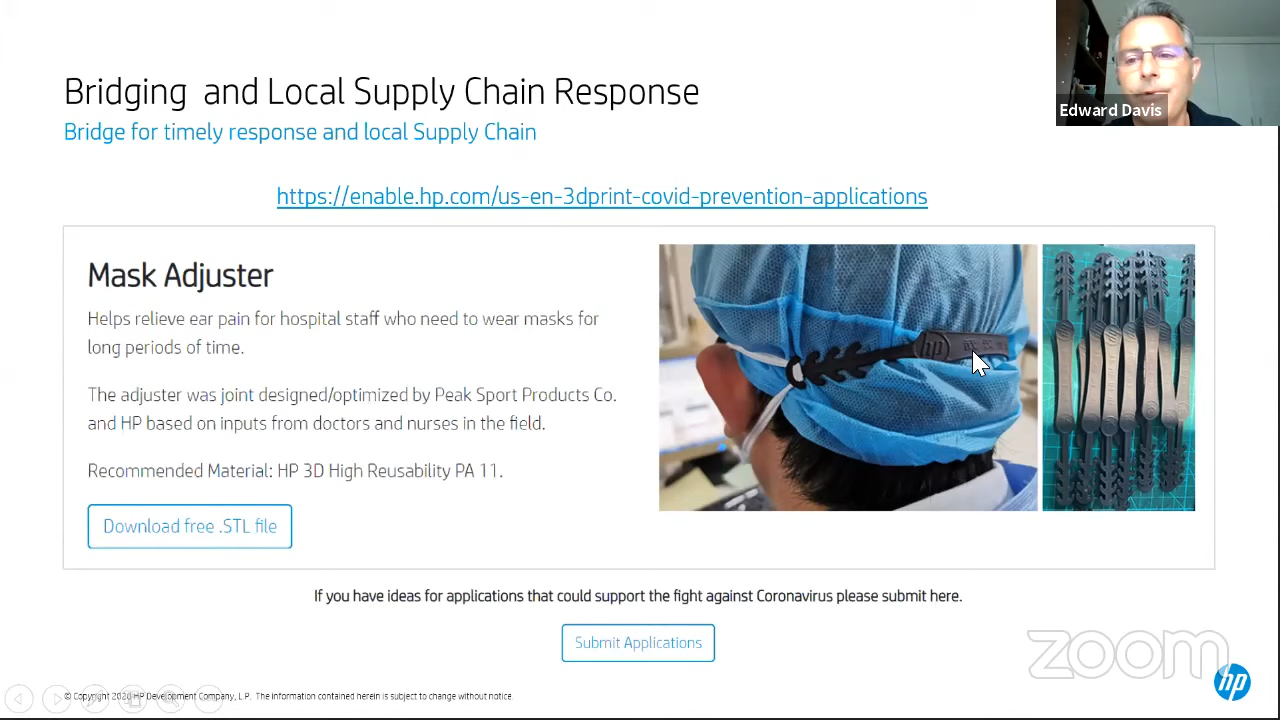 Bridging and Local Supply Chain Response
Bridge for timely response and local Supply Chain
Edward Davis
https://enable.hp.com/us-en-3dprint-covid-prevention-applications
Mask Adjuster
Helps relieve ear pain for hospital staff who need to wear masks for
long periods of time.
The adjuster was joint designed/optimized by Peak Sport Products Co.
and HP based on inputs from doctors and nurses in the field.
Recommended Material: HP 3D High Reusability PA 11.
Download free .STL file
hp
If you have ideas for applications that could support the fight against Coronavirus please submit here.
Submit Applications
zoom
hp
© Copyright 2020 HP Development Company, L.P. The information contained herein is subject to change without notice.